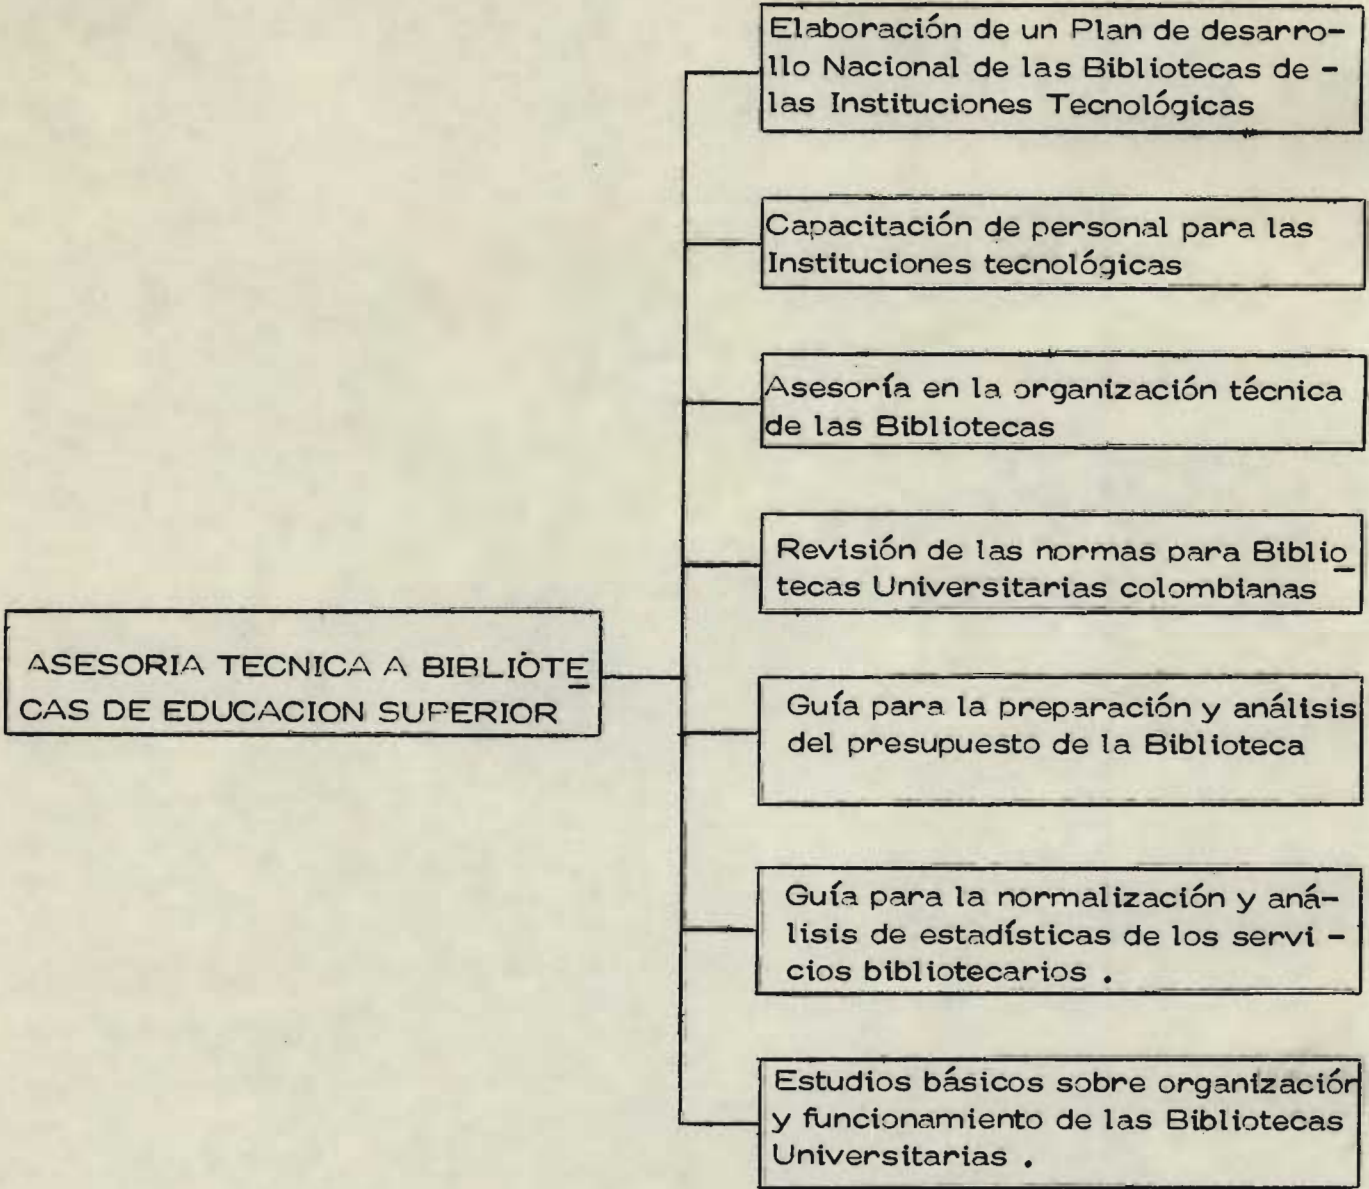 Elaboración de un Plan de desarro-
llo Nacional de las Bibliotecas de -
las Instituciones Tecnológicas
Capacitación de personal para las
Instituciones tecnológicas
Asesoría en la organización técnica
de las Bibliotecas
Revisión de las normas para Biblio
tecas Universitarias colombianas
ASESORIA TECNICA A BIBLIOTE
CAS DE EDUCACION SUPERIOR
Guía para la preparación y análisis
del presupuesto de la Biblioteca
Guía para la normalización y aná-
lisis de estadísticas de los servi -
cios bibliotecarios .
Estudios básicos sobre organización
y funcionamiento de las Bibliotecas
Universitarias .